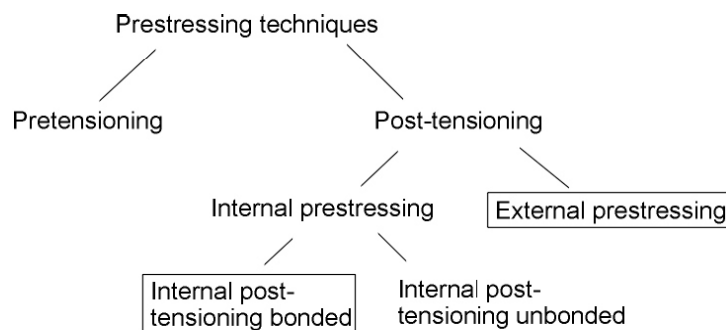 Prestressing techniques
Pretensioning
Post-tensioning
Internal prestressing
External prestressing
Internal post-
tensioning bonded
Internal post-
tensioning unbonded